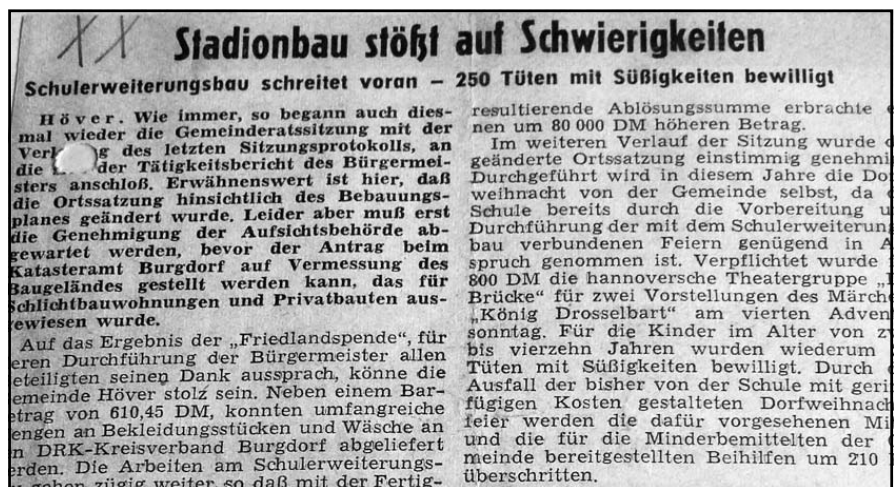 Stadionbau stößt auf Schwierigkeiten
Schulerweiterungsbau schreitet voran – 250 Tüten mit Süßigkeiten bewilligt
Höver. Wie immer, so begann auch dies-
mal wieder die Gemeinderatssitzung mit der
des letzten Sitzungsprotokolls, an
die der Tätigkeitsbericht des Bürgermei-
sters anschloß. Erwähnenswert ist hier, daß
die Ortssatzung hinsichtlich des Bebauungs-
planes geändert wurde. Leider aber muß erst
die Genehmigung der Aufsichtsbehörde ab-
gewartet werden, bevor der Antrag beim
Katasteramt Burgdorf auf Vermessung des
Baugeländes gestellt werden kann, das für
Schlichtbauwohnungen und Privatbauten aus-
ewiesen wurde.
Auf das Ergebnis der „Friedlandspende“, für
eren Durchführung der Bürgermeister allen
eteiligten seinen Dank aussprach, könne die
emeinde Höver stolz sein. Neben einem Bar-
etrag von 610,45 DM, konnten umfangreiche
engen an Bekleidungsstücken und Wäsche an
n DRK-Kreisverband Burgdorf abgeliefert
erden. Die Arbeiten am Schulerweiterungs-
gehen zügig weiter so daß mit der Fertig-
resultierende Ablösungssumme erbrachte
nen um 80 000 DM höheren Betrag.
Im weiteren Verlauf der Sitzung wurde
geänderte Ortssatzung einstimmig genehmi
Durchgeführt wird in diesem Jahre die Do
weihnacht von der Gemeinde selbst, da
Schule bereits durch die Vorbereitung u
Durchführung der mit dem Schulerweiterun
bau verbundenen Feiern genügend in A
spruch genommen ist. Verpflichtet wurde
800 DM die hannoversche Theatergruppe
Brücke“ für zwei Vorstellungen des Märch
„König Drosselbart“ am vierten Adven
sonntag. Für die Kinder im Alter von z
bis vierzehn Jahren wurden wiederum
Tüten mit Süßigkeiten bewilligt. Durch
Ausfall der bisher von der Schule mit geri
fügigen Kosten gestalteten Dorfweihnach
feier werden die dafür vorgesehenen Mi
und die für die Minderbemittelten der
meinde bereitgestellten Beihilfen um 210
überschritten.